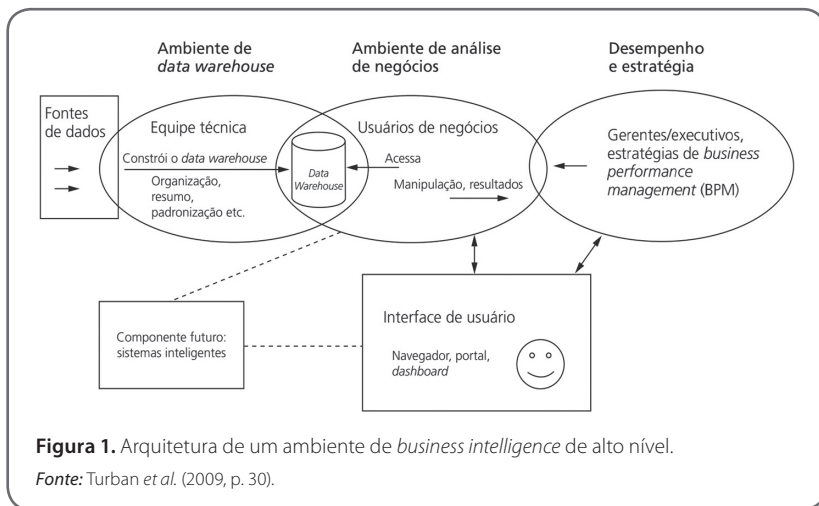 Ambiente de
data warehouse
Ambiente de análise
de negócios
Desempenho
e estratégia
Fontes
de dados
Equipe técnica
Constrói o data warehouse
Organização,
resumo,
padronização etc.
Data
Warehouse
Usuários de negócios
Acessa
Manipulação, resultados
Gerentes/executivos,
estratégias de business
performance
management (BPM)
Componente futuro:
sistemas inteligentes
Interface de usuário
Navegador, portal,
dashboard
Figura 1. Arquitetura de um ambiente de business intelligence de alto nível.
Fonte: Turban et al. (2009, p. 30).